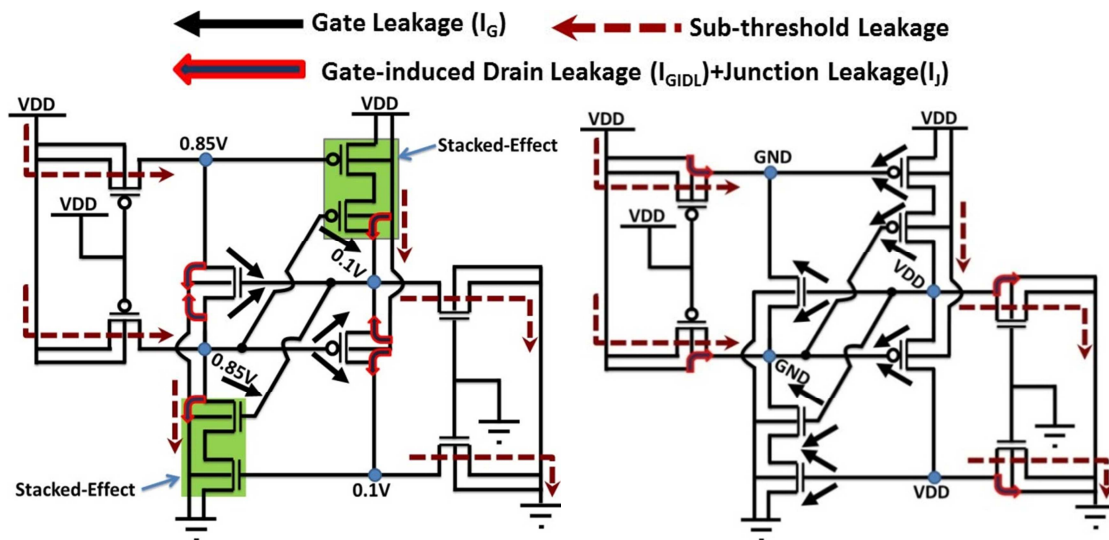 Gate Leakage (IG)
Sub-threshold Leakage
Gate-induced Drain Leakage (IGIDL)+Junction Leakage(IJ)
VDD
0.85V
VDD
Stacked-Effect
VDD
0.1V
0.85V
Stacked-Effect
0.1V
VDD
GND
VDD
VDD
VDD
GND
VDD